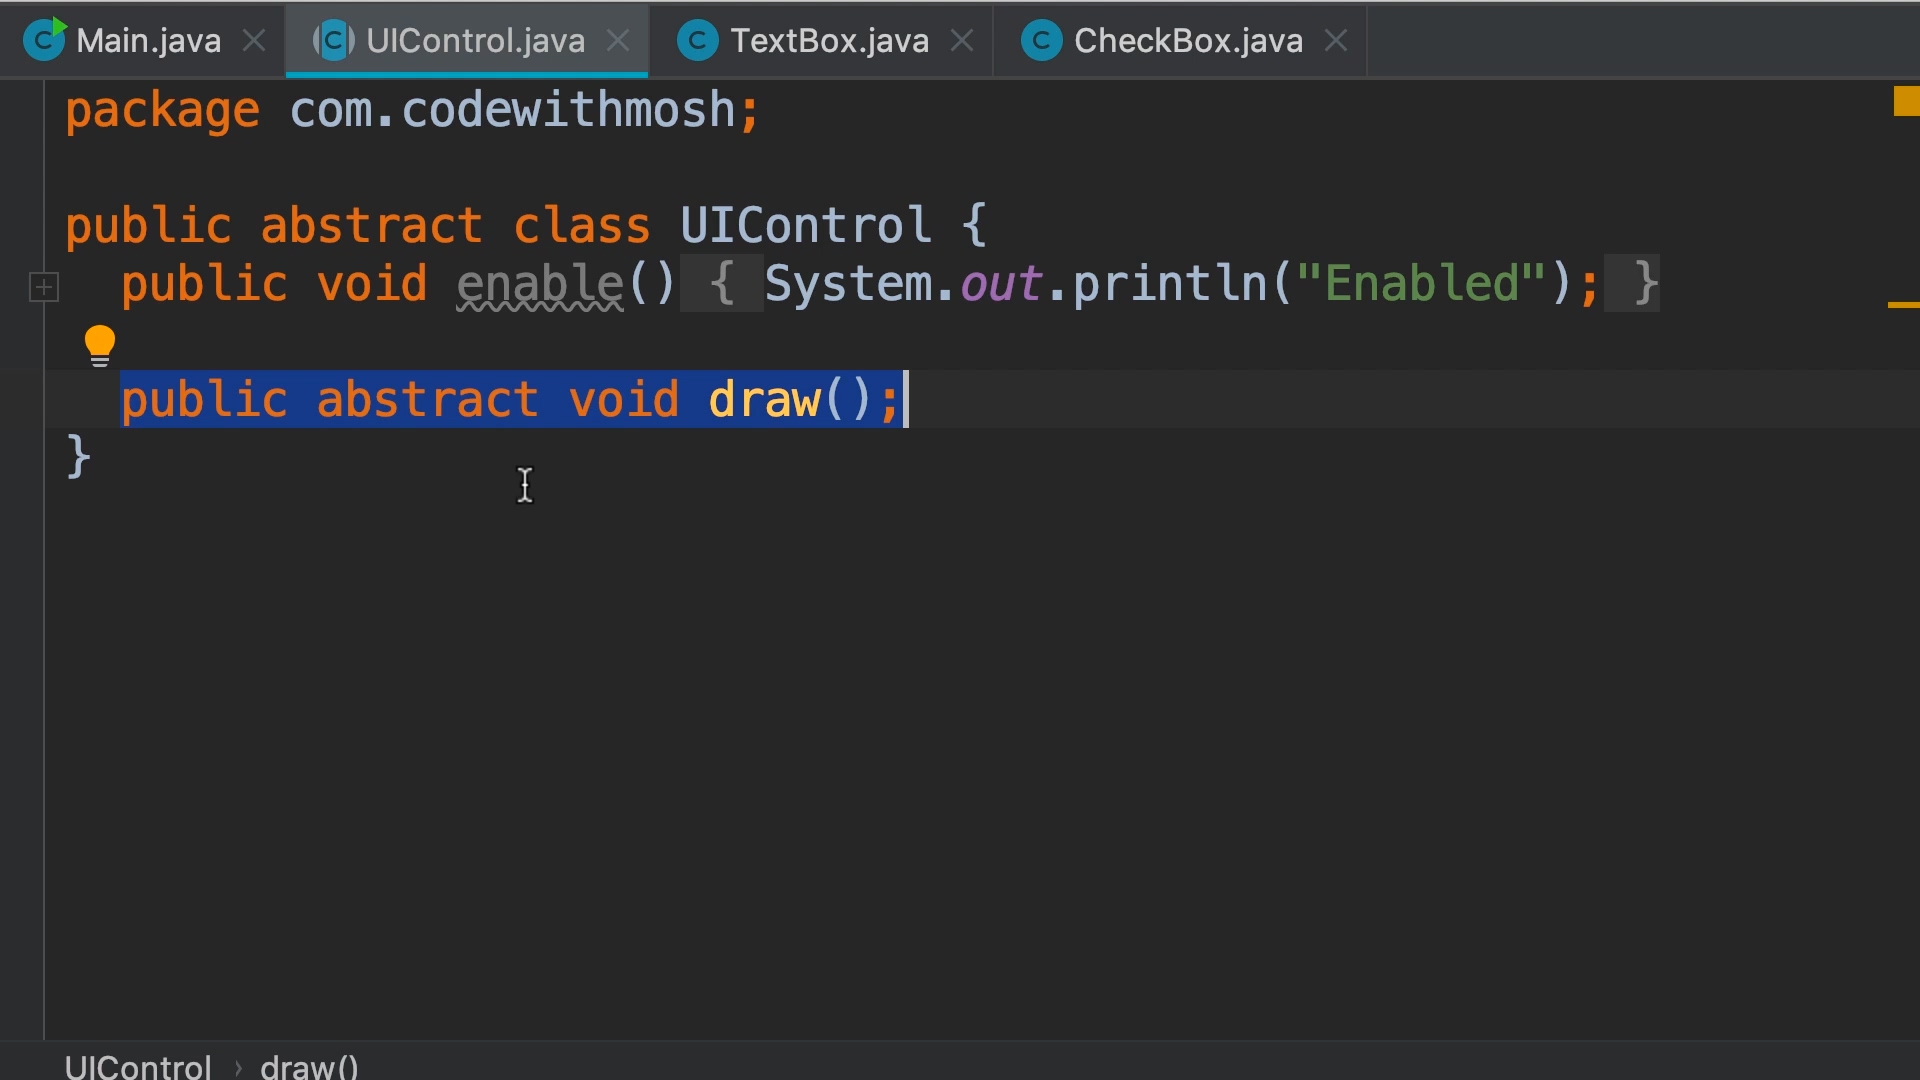 Main.java
UIControl.java
TextBox.java
CheckBox.java
package com.codewithmosh;
public abstract class UIControl {
public void enable() { System.out.println("Enabled"); }
public abstract void draw();
}
UIControl › draw()